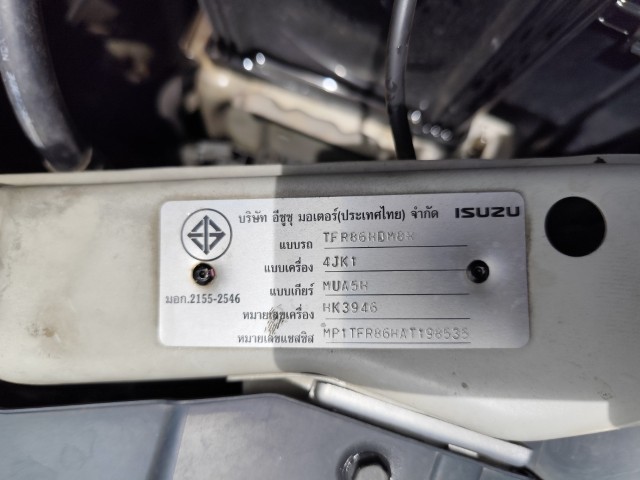 บริษัท อีซูซุ มอเตอร์(ประเทศไทย) จำกัด ISUZU
แบบรถ TFR86HDM8H
แบบเครื่อง 4JK1
แบบเกียร์ MUA5H
มอก.2155-2546
หมายเลขเครื่อง HK3946
หมายเลขแชสซิส MP1TFR86HAT198535